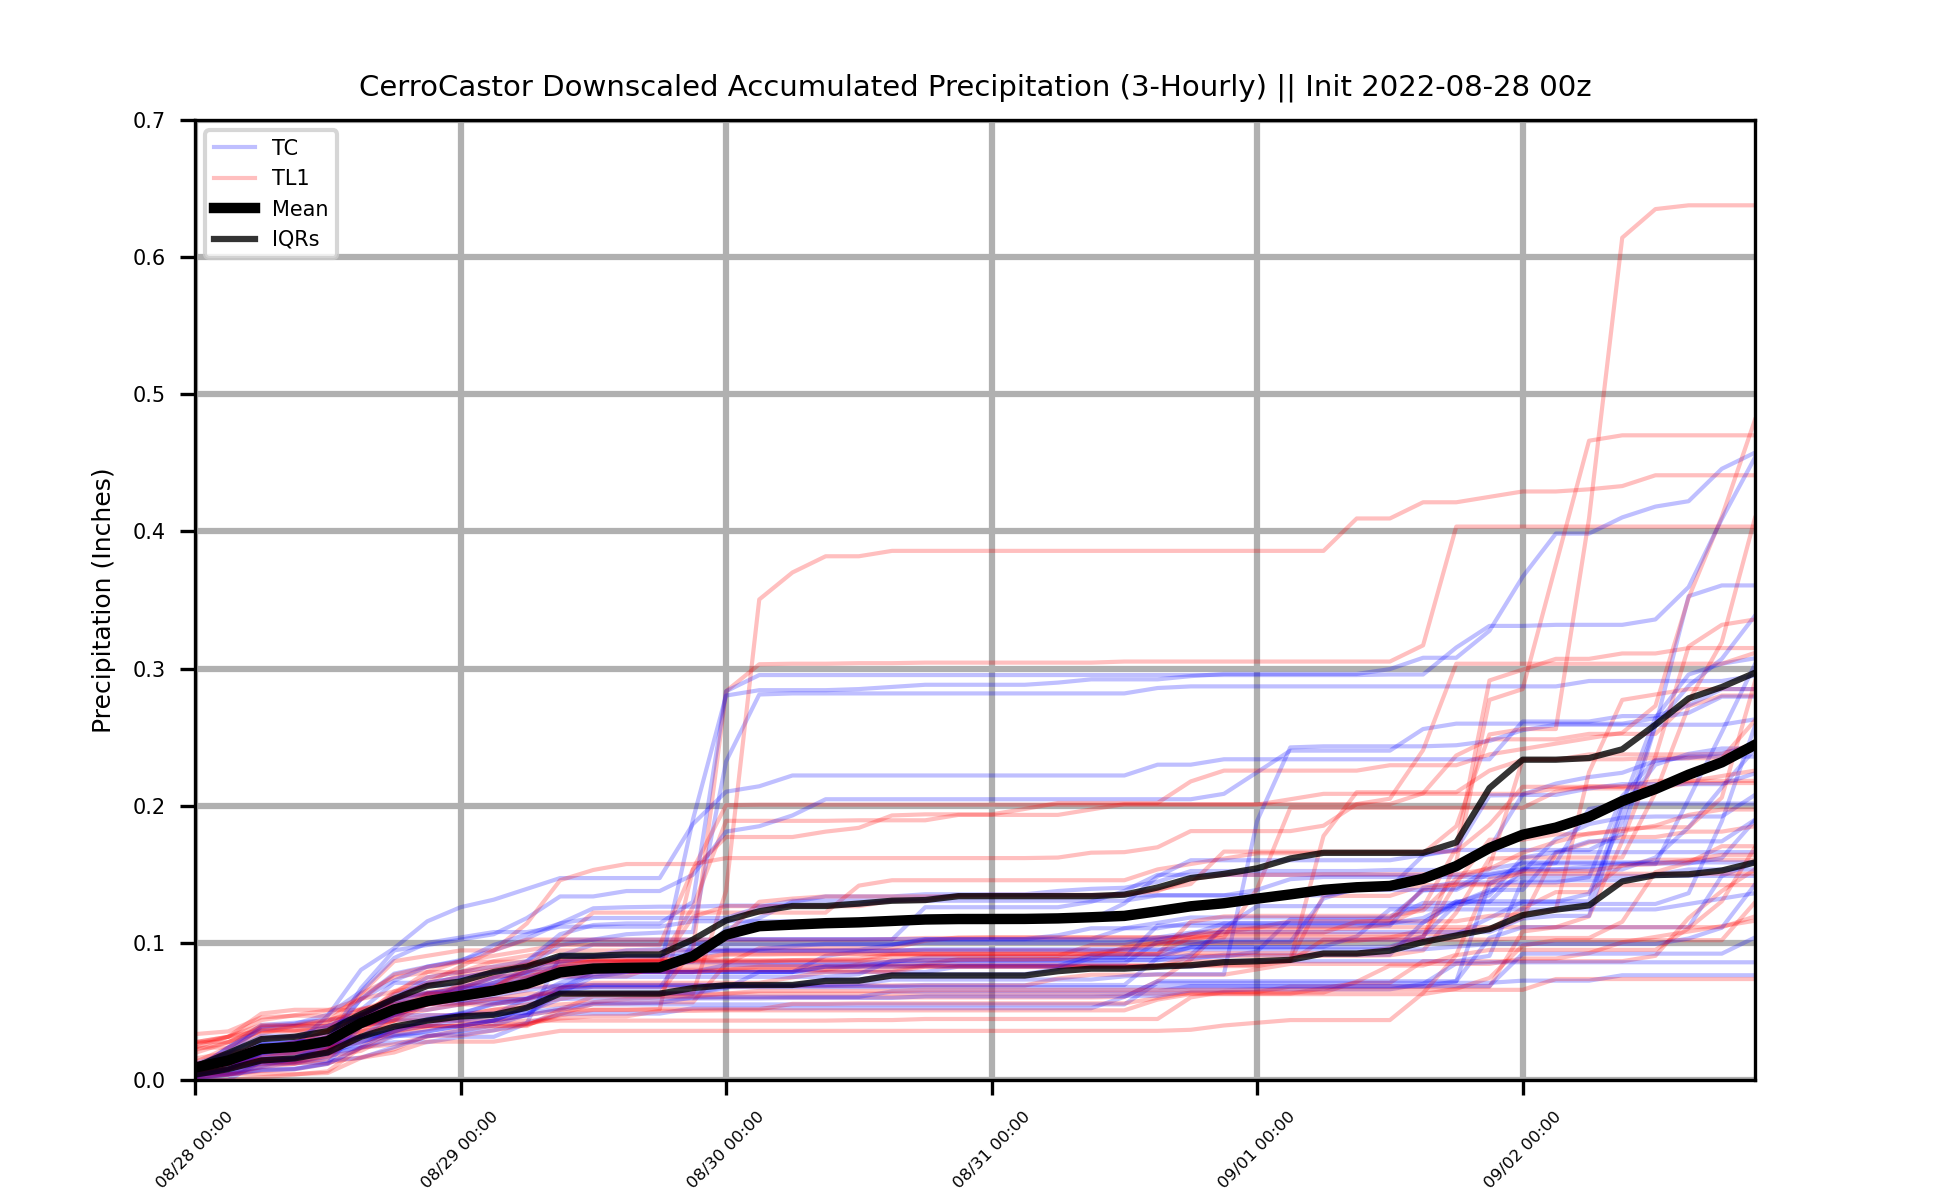 CerroCastor Downscaled Accumulated Precipitation (3-Hourly) || Init 2022-08-28 00z
TC
TL1
Mean
IQRs
Precipitation (Inches)
0.7
0.6
0.5
0.4
0.3
0.2
0.1
0.0
08/28 00:00
08/29 00:00
08/30 00:00
08/31 00:00
09/01 00:00
09/02 00:00